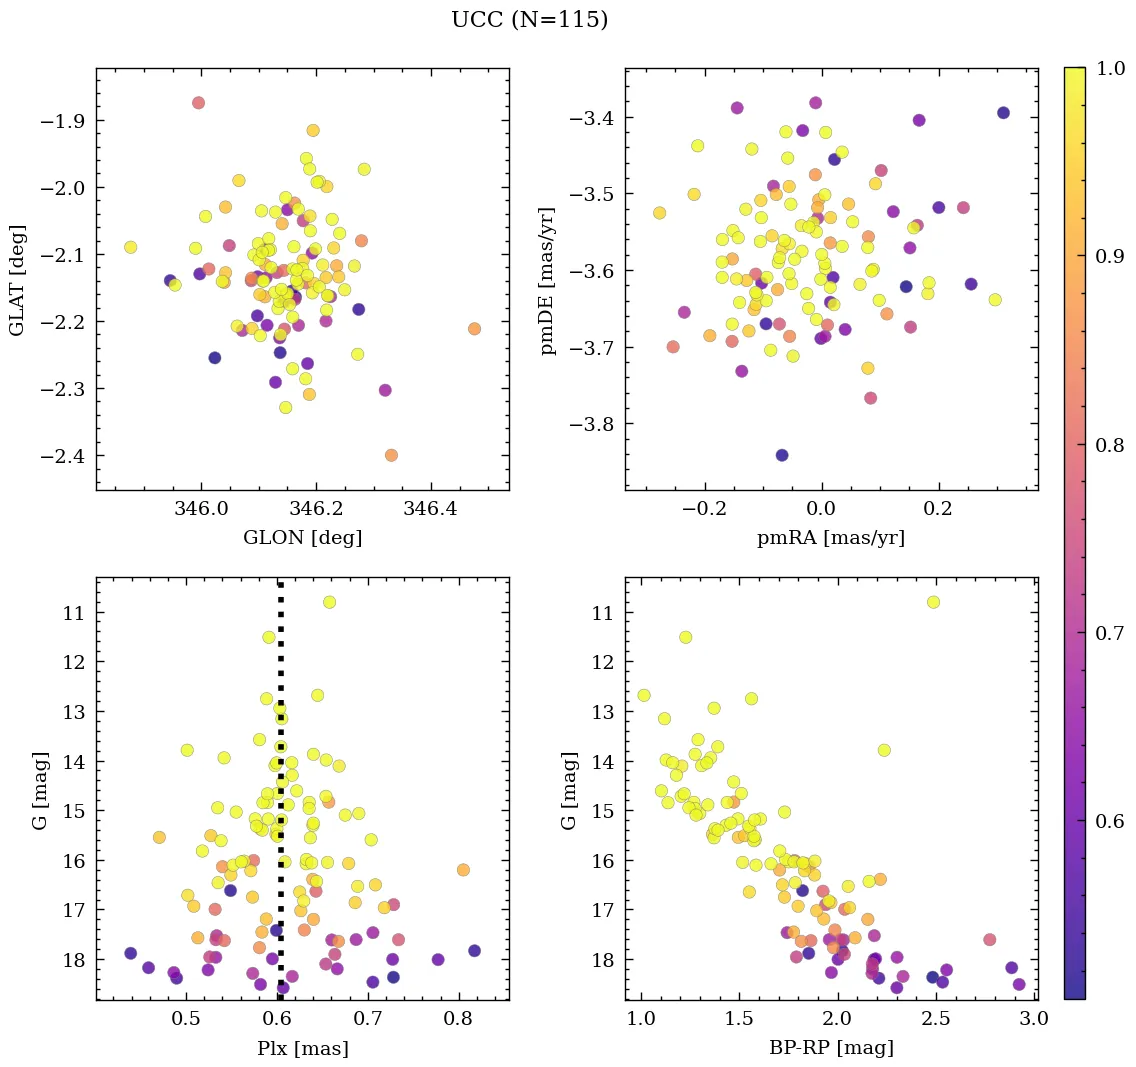 UCC (N=115)
−1.9
−2.0
−2.1
−2.2
−2.3
−2.4
GLAT [deg]
346.0 346.2 346.4
GLON [deg]
−3.4
−3.5
−3.6
−3.7
−3.8
pmDE [mas/yr]
−0.2 0.0 0.2
pmRA [mas/yr]
11
12
13
14
15
16
17
18
G [mag]
0.5 0.6 0.7 0.8
Plx [mas]
11
12
13
14
15
16
17
18
G [mag]
1.0 1.5 2.0 2.5 3.0
BP-RP [mag]
1.0
0.9
0.8
0.7
0.6